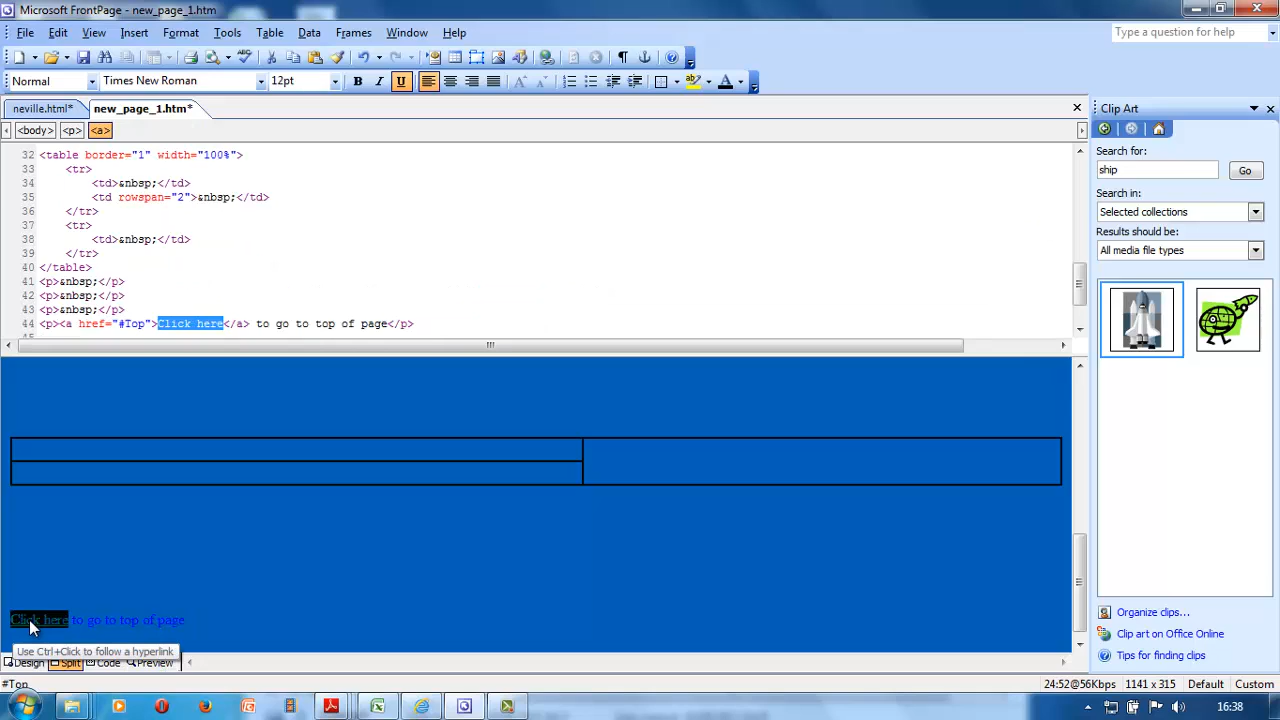 Microsoft FrontPage - new_page_1.htm
File Edit View Insert Format Tools Table Data Frames Window Help
Type a question for help
Normal Times New Roman 12pt B I U A
neville.html* new_page_1.htm*
<body> <p> <a>
32 <table border="1" width="100%">
33 <tr>
34 <td>&nbsp;</td>
35 <td rowspan="2">&nbsp;</td>
36 </tr>
37 <tr>
38 <td>&nbsp;</td>
39 </tr>
40 </table>
41 <p>&nbsp;</p>
42 <p>&nbsp;</p>
43 <p>&nbsp;</p>
44 <p><a href="#Top">Click here</a> to go to top of page</p>
Click here to go to top of page
Use Ctrl+Click to follow a hyperlink
Design Split Code Preview
#Top
24:52@56Kbps 1141 x 315 Default Custom
Clip Art
Search for:
ship
Go
Search in:
Selected collections
Results should be:
All media file types
Organize clips...
Clip art on Office Online
Tips for finding clips
16:38